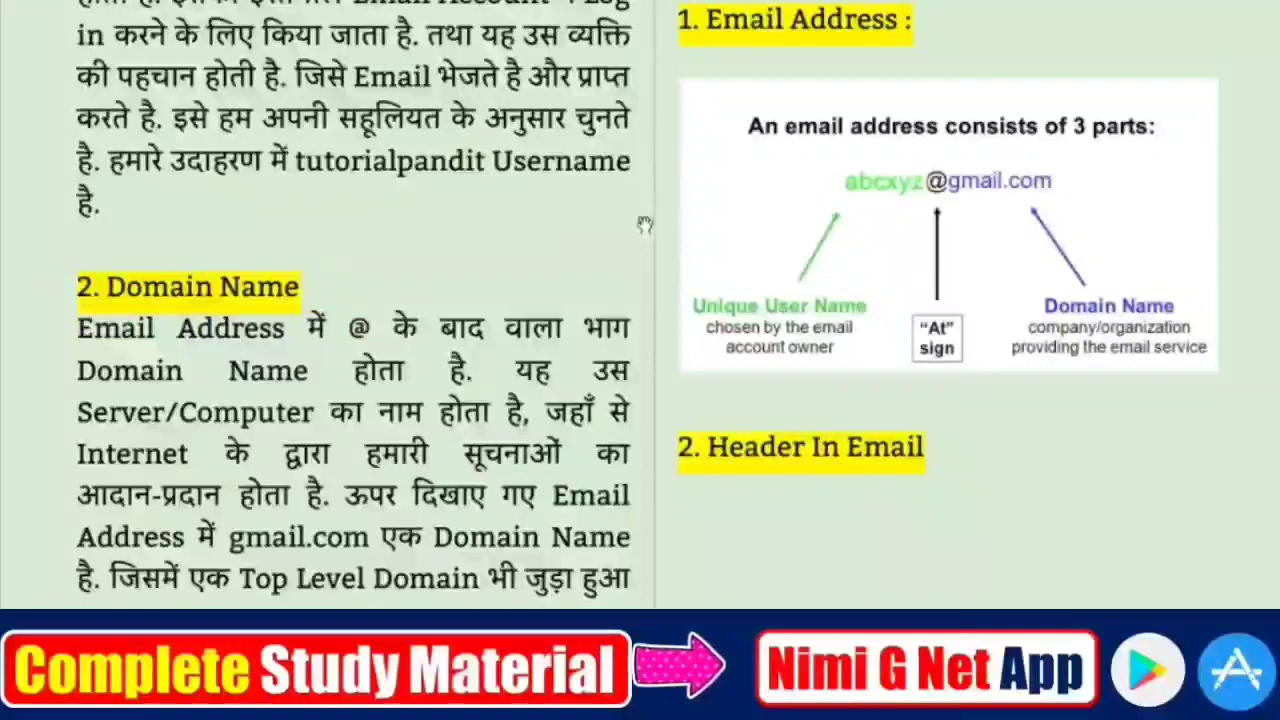 in करने के लिए किया जाता है. तथा यह उस व्यक्ति
की पहचान होती है. जिसे Email भेजते है और प्राप्त
करते है. इसे हम अपनी सहूलियत के अनुसार चुनते
है. हमारे उदाहरण में tutorialpandit Username
है.
2. Domain Name
Email Address में @ के बाद वाला भाग
Domain Name होता है. यह उस
Server/Computer का नाम होता है, जहाँ से
Internet के द्वारा हमारी सूचनाओं का
आदान-प्रदान होता है. ऊपर दिखाए गए Email
Address में gmail.com एक Domain Name
है. जिसमें एक Top Level Domain भी जुड़ा हुआ
1. Email Address :
An email address consists of 3 parts:
abcxyz@gmail.com
Unique User Name
chosen by the email
account owner
"At"
sign
Domain Name
company/organization
providing the email service
2. Header In Email
Complete Study Material
Nimi G Net App